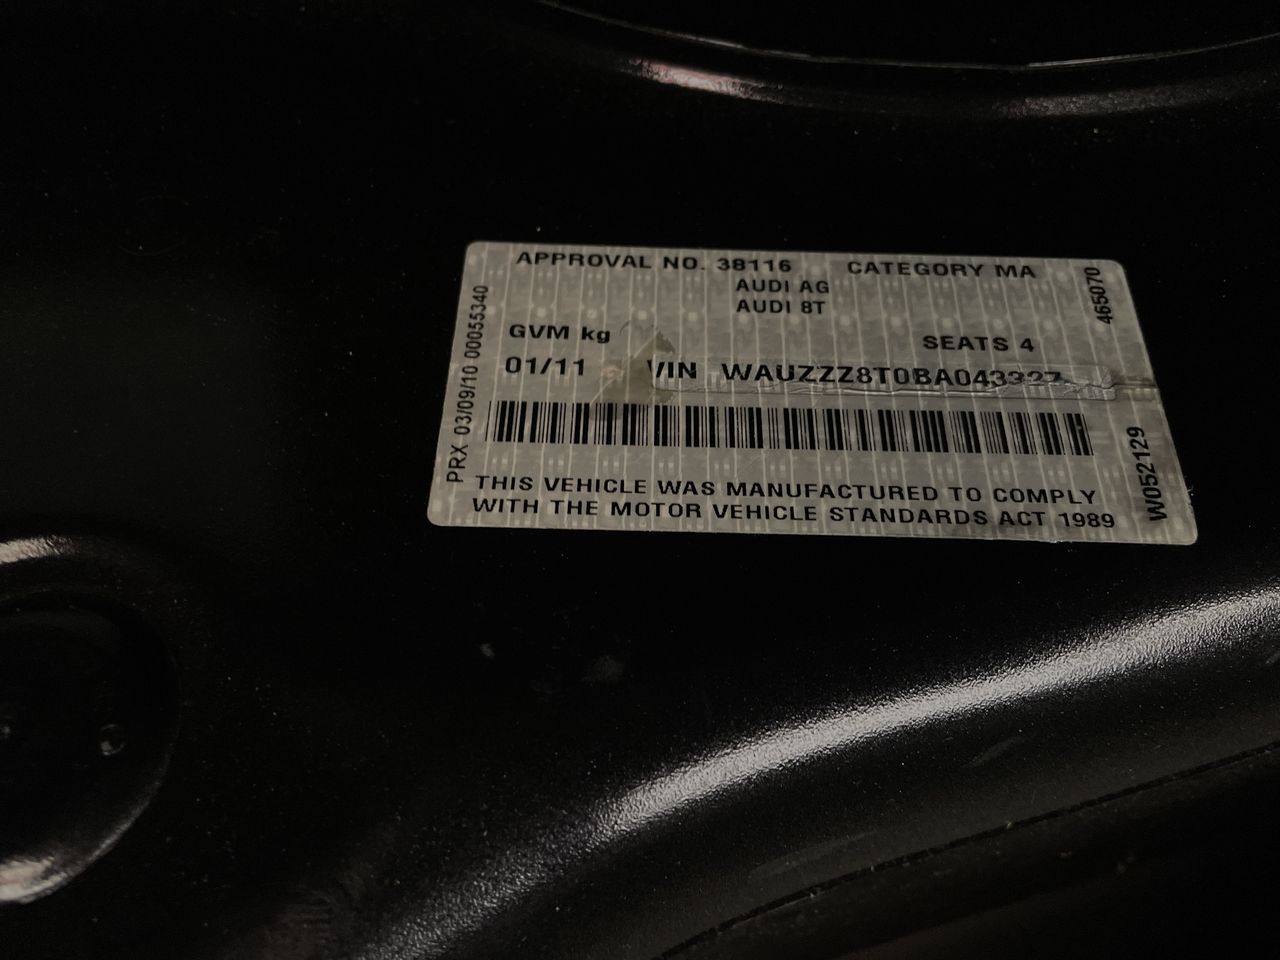 APPROVAL NO. 38116 CATEGORY MA
AUDI AG
AUDI 8T
GVM kg SEATS 4
01/11 VIN WAUZZZ8T0BA043327
THIS VEHICLE WAS MANUFACTURED TO COMPLY
WITH THE MOTOR VEHICLE STANDARDS ACT 1989
PRX 03/09/10 00055340
465070
W052129